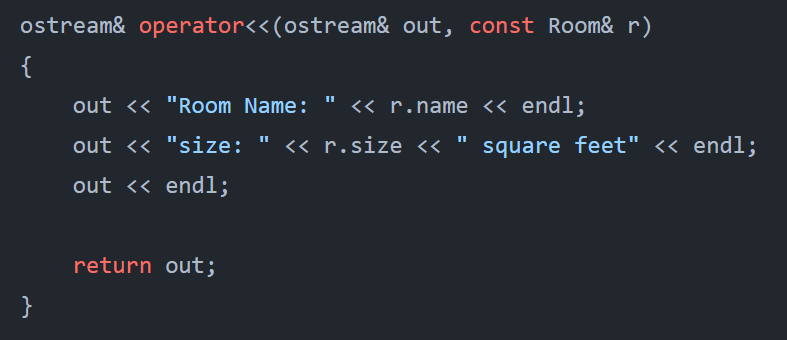 ostream& operator<<(ostream& out, const Room& r)
{
    out << "Room Name: " << r.name << endl;
    out << "size: " << r.size << " square feet" << endl;
    out << endl;

    return out;
}